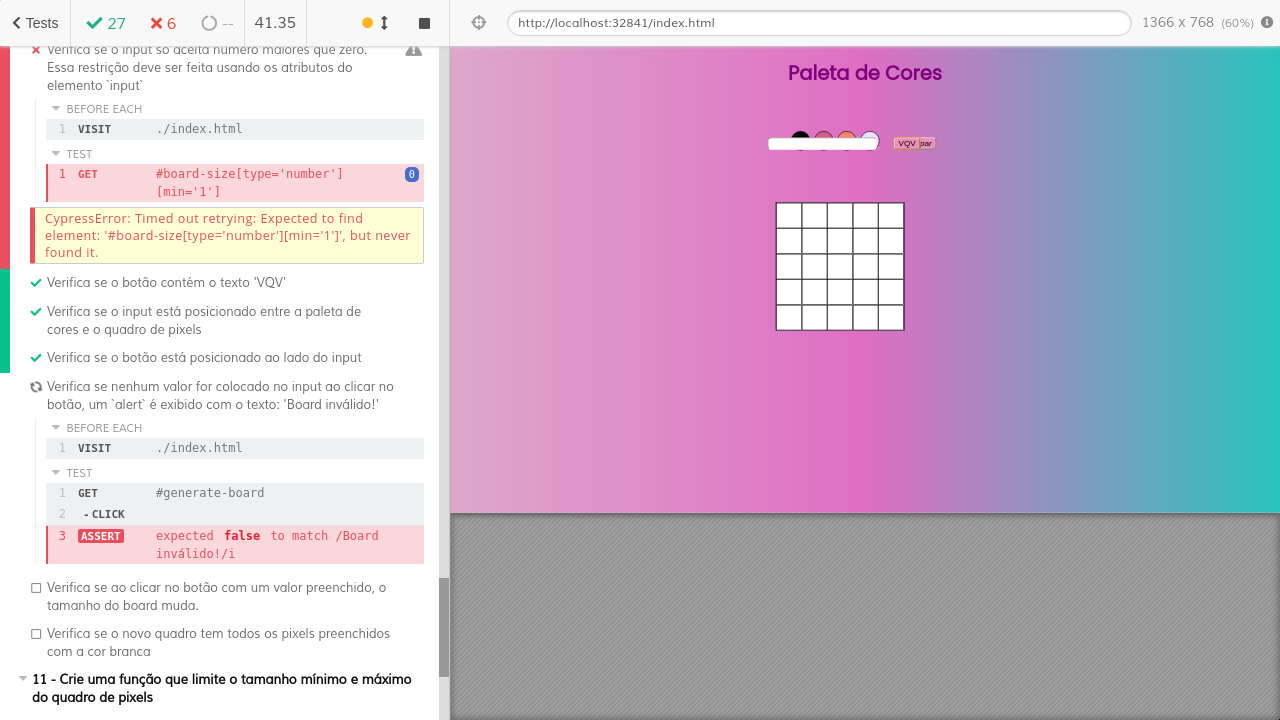 Tests
27
6
--
41.35
http://localhost:32841/index.html
1366 x 768 (60%)
Verifica se o input só aceita número maiores que zero.
Essa restrição deve ser feita usando os atributos do
elemento `input`
BEFORE EACH
1 VISIT ./index.html
TEST
1 GET #board-size[type='number']
[min='1']
0
CypressError: Timed out retrying: Expected to find
element: '#board-size[type='number'][min='1']', but never
found it.
Verifica se o botão contém o texto 'VQV'
Verifica se o input está posicionado entre a paleta de
cores e o quadro de pixels
Verifica se o botão está posicionado ao lado do input
Verifica se nenhum valor for colocado no input ao clicar no
botão, um `alert` é exibido com o texto: 'Board inválido!'
BEFORE EACH
1 VISIT ./index.html
TEST
1 GET #generate-board
2 - CLICK
3 ASSERT expected false to match /Board
inválido!/i
Verifica se ao clicar no botão com um valor preenchido, o
tamanho do board muda.
Verifica se o novo quadro tem todos os pixels preenchidos
com a cor branca
11 - Crie uma função que limite o tamanho mínimo e máximo
do quadro de pixels
Paleta de Cores
VQV par